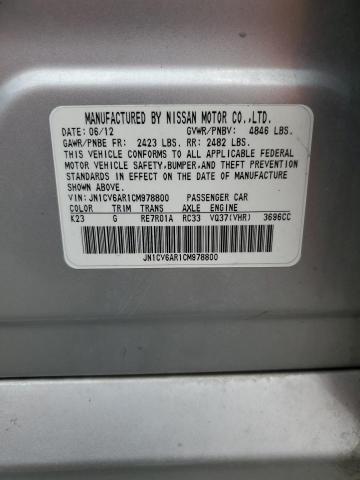 MANUFACTURED BY NISSAN MOTOR CO.,LTD.
DATE: 06/12 GVWR/PNBV: 4846 LBS.
GAWR/PNBE FR: 2423 LBS. RR: 2482 LBS.
THIS VEHICLE CONFORMS TO ALL APPLICABLE FEDERAL
MOTOR VEHICLE SAFETY,BUMPER,AND THEFT PREVENTION
STANDARDS IN EFFECT ON THE DATE OF MANUFACTURE
SHOWN ABOVE.
VIN: JN1CV6AR1CM978800 PASSENGER CAR
COLOR TRIM TRANS AXLE ENGINE
K23 G RE7R01A RC33 VQ37(VHR) 3696CC
JN1CV6AR1CM978800